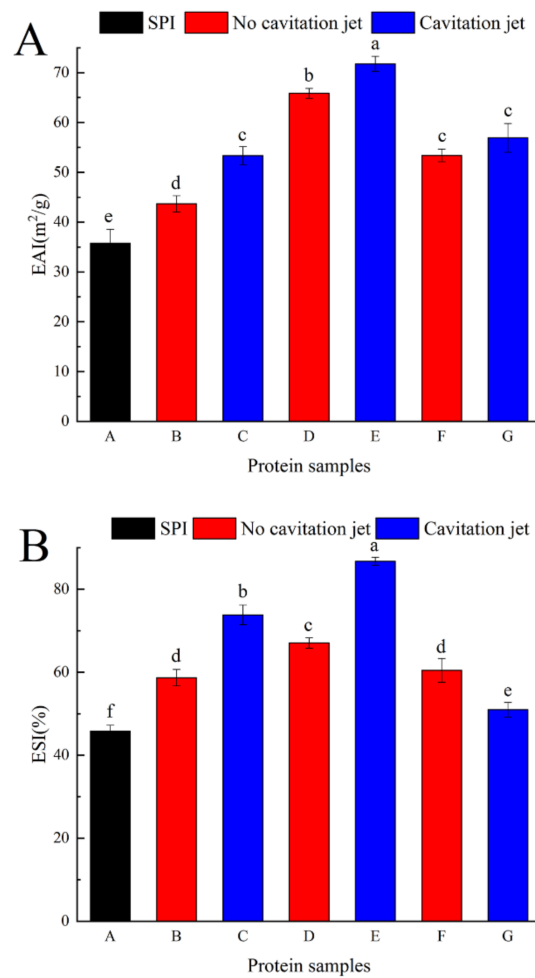 A
SPI No cavitation jet Cavitation jet
EAI(m²/g)
70
60
50
40
30
20
10
0
e
d
c
b
a
c
c
A B C D E F G
Protein samples
B
SPI No cavitation jet Cavitation jet
ESI(%)
80
60
40
20
0
f
d
b
c
a
d
e
A B C D E F G
Protein samples